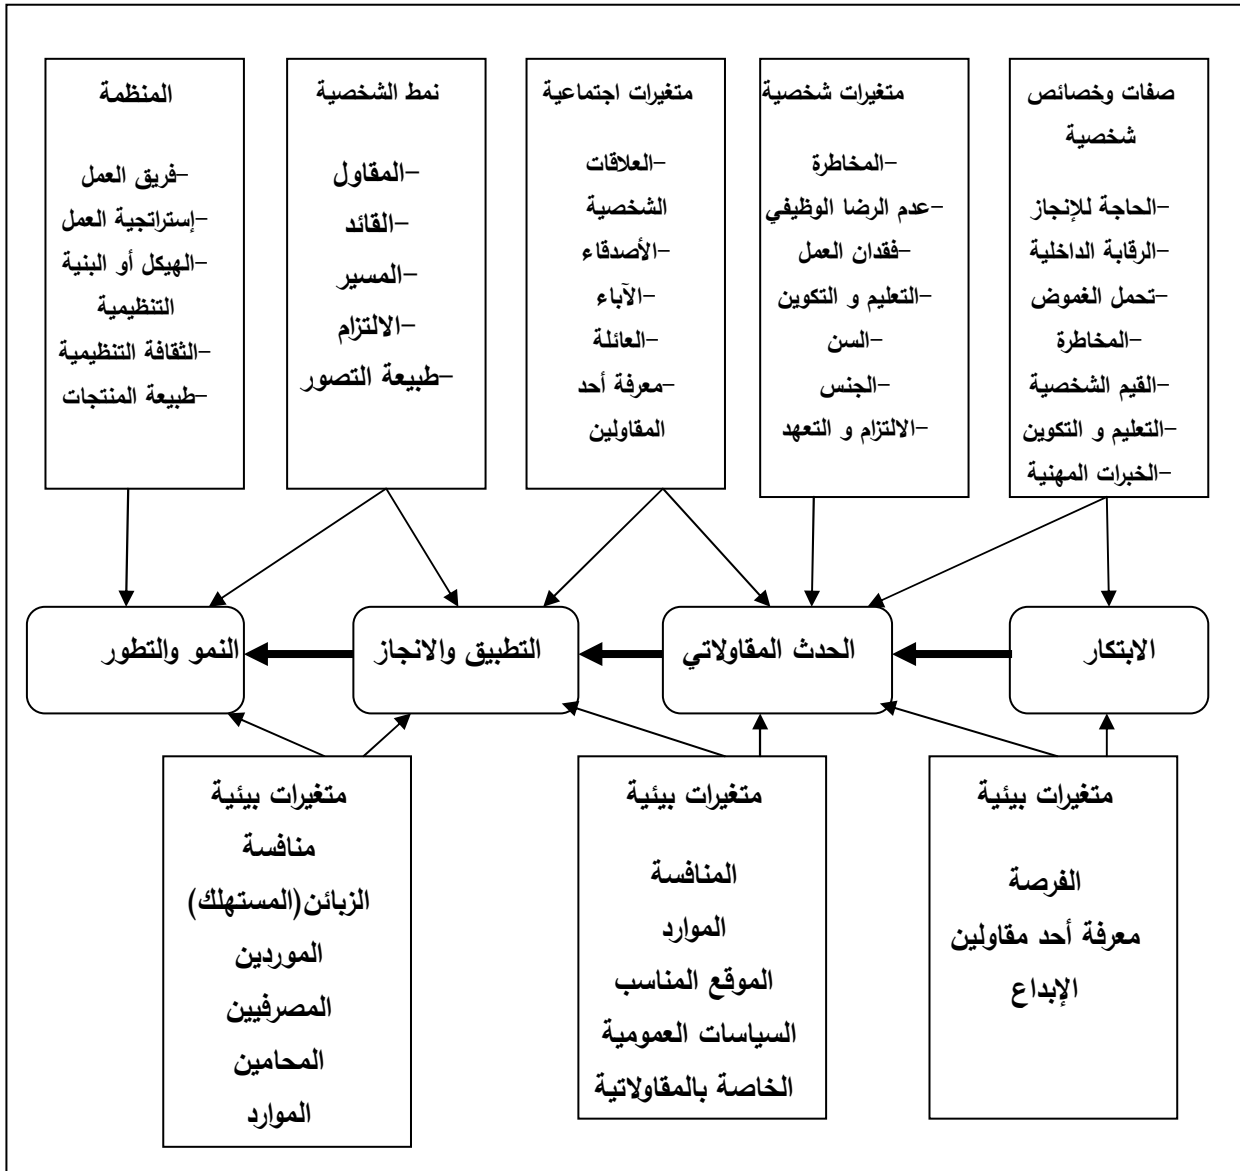 صفات وخصائص
شخصية
-الحاجة للإنجاز
-الرقابة الداخلية
-تحمل الغموض
-المخاطرة
-القيم الشخصية
-التعليم و التكوين
-الخبرات المهنية
متغيرات شخصية
-المخاطرة
-عدم الرضا الوظيفي
-فقدان العمل
-التعليم و التكوين
-السن
-الجنس
-الالتزام و التعهد
متغيرات اجتماعية
-العلاقات
الشخصية
-الأصدقاء
-الآباء
-العائلة
-معرفة أحد
المقاولين
نمط الشخصية
-المقاول
-القائد
-المسير
-الالتزام
-طبيعة التصور
المنظمة
-فريق العمل
-إستراتجية العمل
-الهيكل أو البنية
التنظيمية
-الثقافة التنظيمية
-طبيعة المنتجات
الابتكار
الحدث المقاولاتي
التطبيق والانجاز
النمو والتطور
متغيرات بيئية
الفرصة
معرفة أحد مقاولين
الإبداع
متغيرات بيئية
المنافسة
الموارد
الموقع المناسب
السياسات العمومية
الخاصة بالمقاولاتية
متغيرات بيئية
منافسة
الزبائن(المستهلك)
الموردين
المصرفيين
المحامين
الموارد